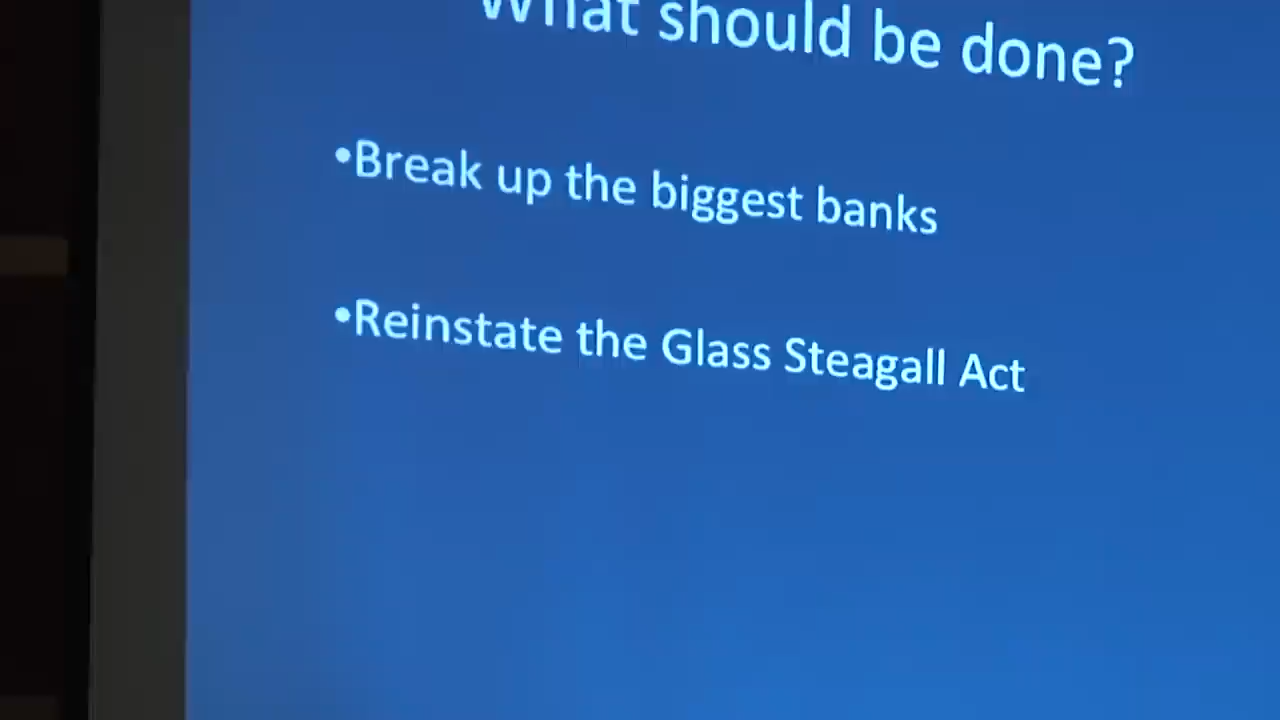 What should be done?
•Break up the biggest banks
•Reinstate the Glass Steagall Act